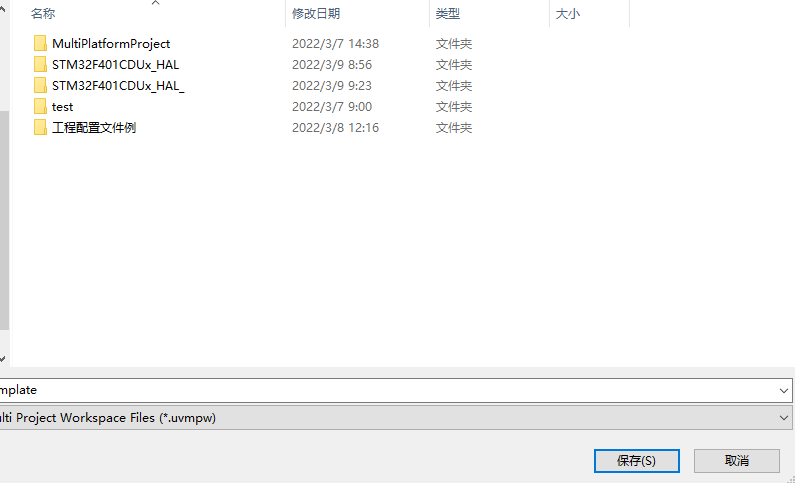 名称 修改日期 类型 大小
MultiPlatformProject 2022/3/7 14:38 文件夹
STM32F401CDUx_HAL 2022/3/9 8:56 文件夹
STM32F401CDUx_HAL_ 2022/3/9 9:23 文件夹
test 2022/3/7 9:00 文件夹
工程配置文件例 2022/3/8 12:16 文件夹
mplate
ulti Project Workspace Files (*.uvmpw)
保存(S) 取消